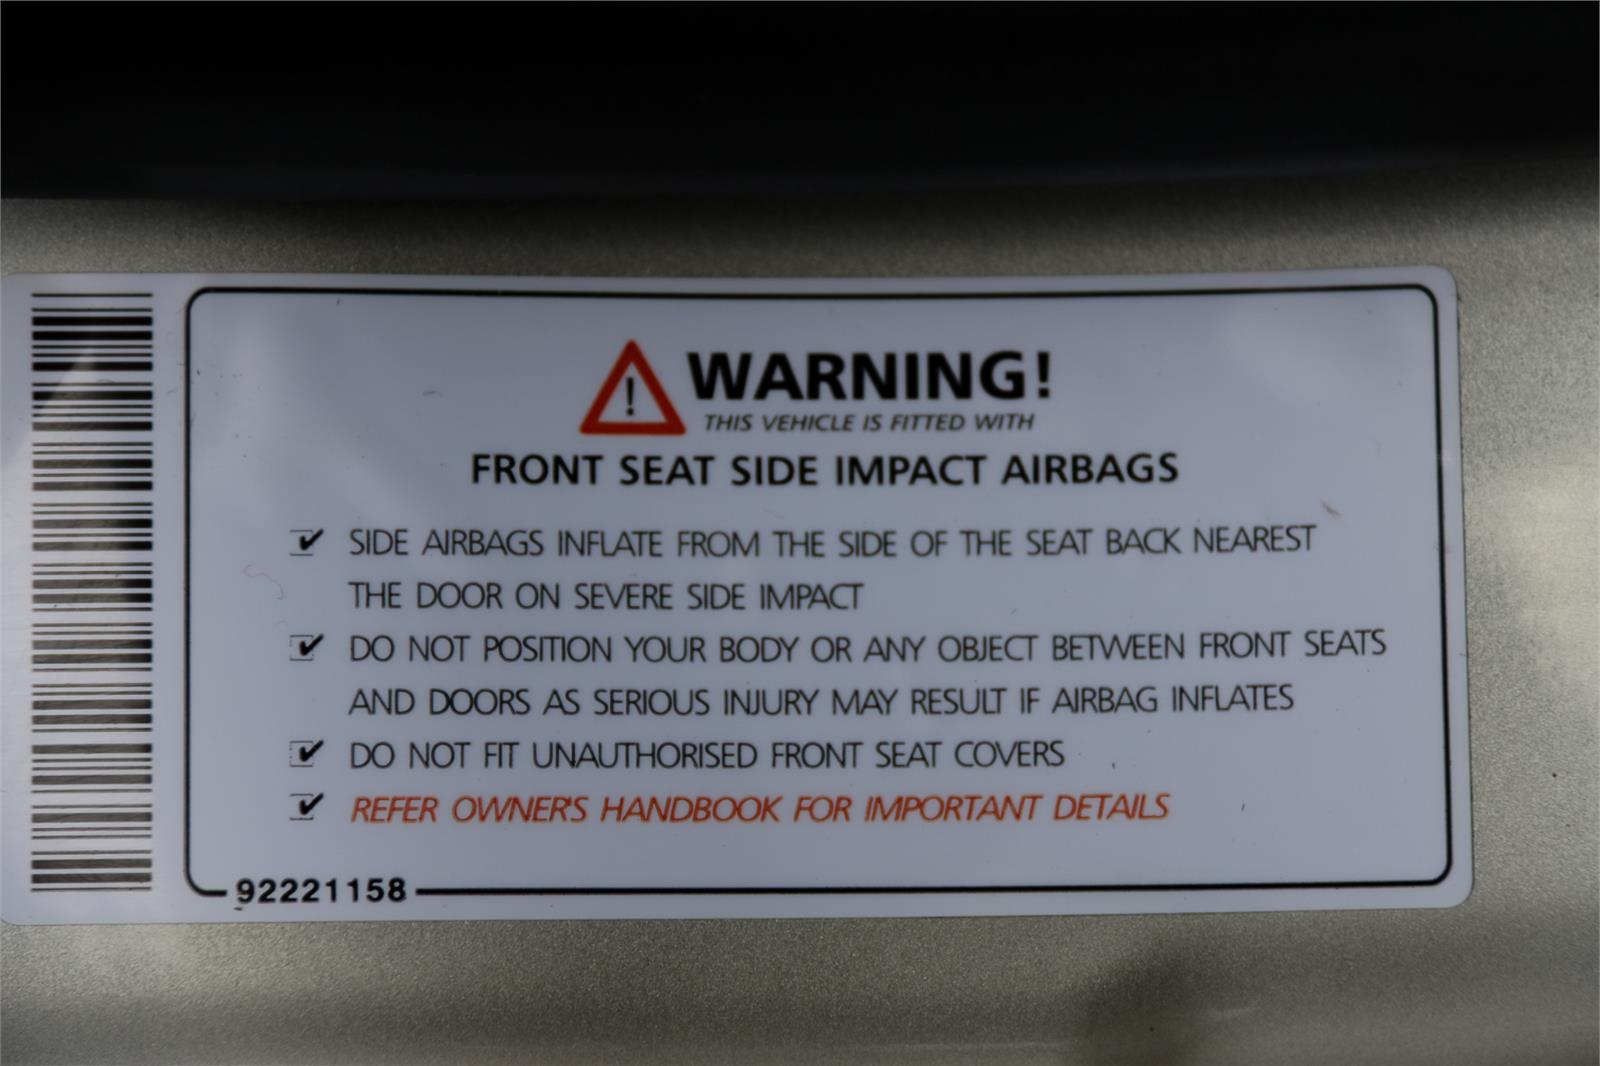 WARNING!
THIS VEHICLE IS FITTED WITH
FRONT SEAT SIDE IMPACT AIRBAGS
SIDE AIRBAGS INFLATE FROM THE SIDE OF THE SEAT BACK NEAREST
THE DOOR ON SEVERE SIDE IMPACT
DO NOT POSITION YOUR BODY OR ANY OBJECT BETWEEN FRONT SEATS
AND DOORS AS SERIOUS INJURY MAY RESULT IF AIRBAG INFLATES
DO NOT FIT UNAUTHORISED FRONT SEAT COVERS
REFER OWNER'S HANDBOOK FOR IMPORTANT DETAILS
92221158